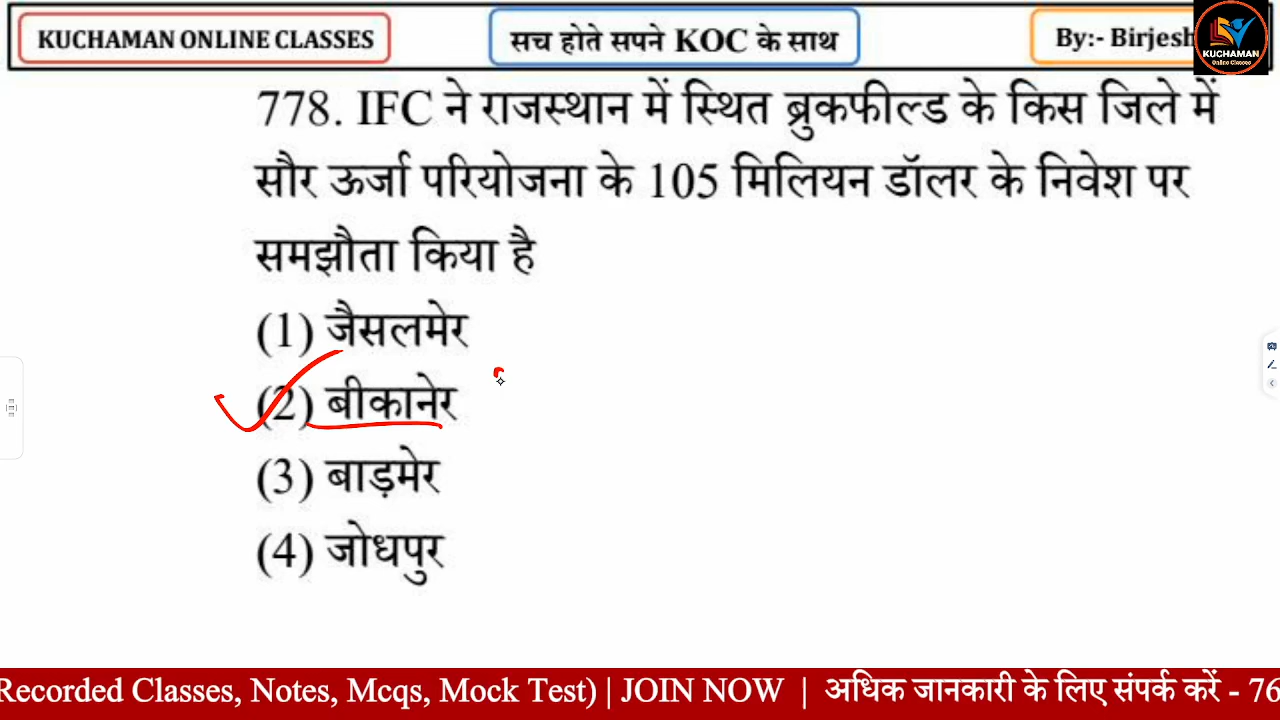 KUCHAMAN ONLINE CLASSES
सच होते सपने KOC के साथ
By:- Birjesh
KUCHAMAN
Online Classes
778. IFC ने राजस्थान में स्थित ब्रुकफील्ड के किस जिले में
सौर ऊर्जा परियोजना के 105 मिलियन डॉलर के निवेश पर
समझौता किया है
(1) जैसलमेर
(2) बीकानेर
(3) बाड़मेर
(4) जोधपुर
Recorded Classes, Notes, Mcqs, Mock Test) | JOIN NOW | अधिक जानकारी के लिए संपर्क करें - 76